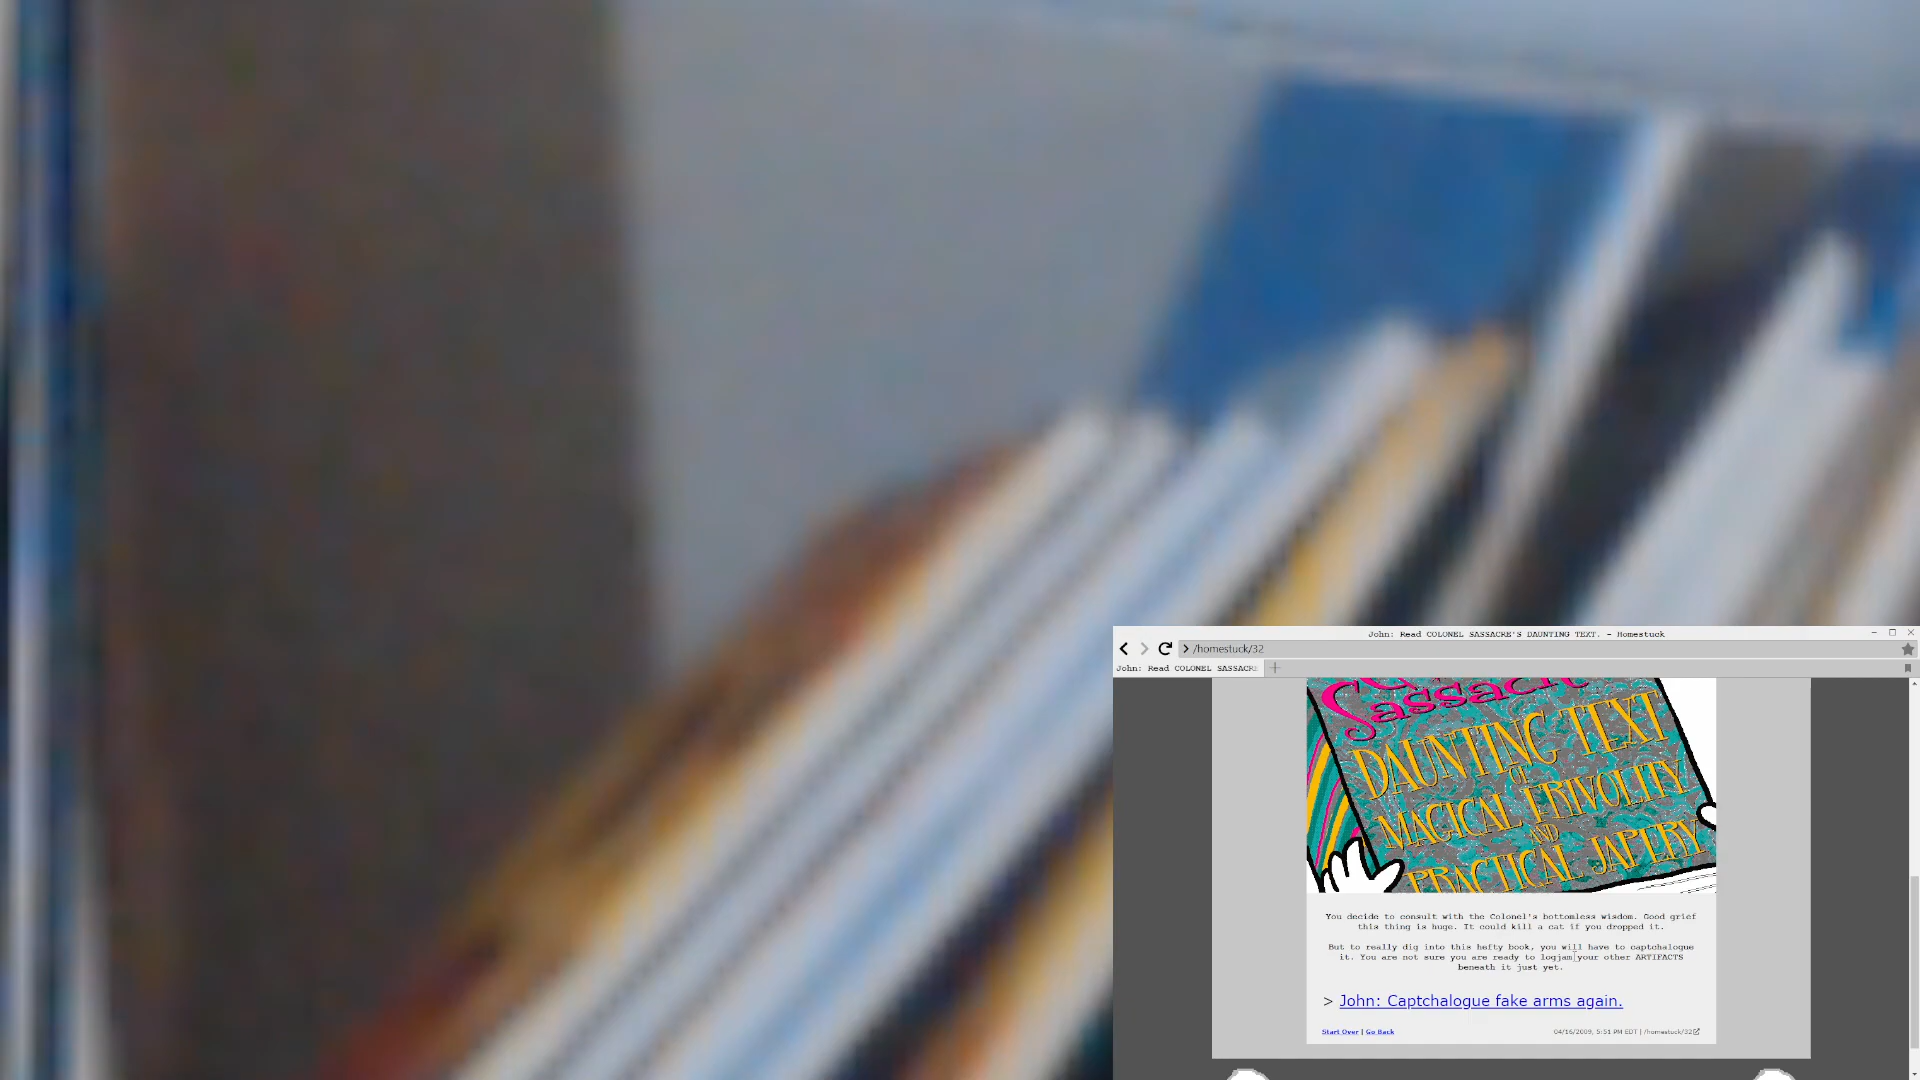 John: Read COLONEL SASSACRE'S DAUNTING TEXT. - Homestuck
/homestuck/32
John: Read COLONEL SASSACRE
DAUNTING TEXT
OF
MAGICAL FRIVOLITY
AND
PRACTICAL JAPERY
You decide to consult with the Colonel's bottomless wisdom. Good grief
this thing is huge. It could kill a cat if you dropped it.
But to really dig into this hefty book, you will have to captchalogue
it. You are not sure you are ready to logjam your other ARTIFACTS
beneath it just yet.
> John: Captchalogue fake arms again.
Start Over | Go Back
04/16/2009, 5:51 PM EDT | /homestuck/32